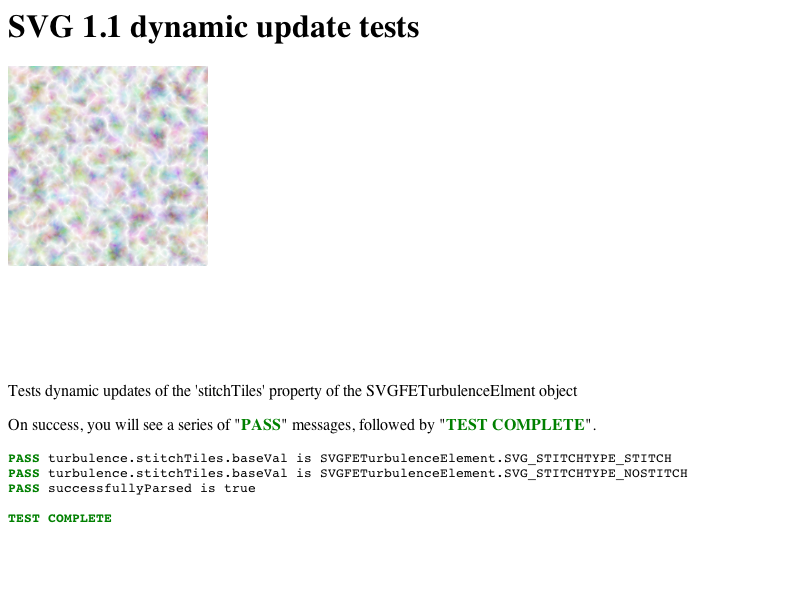 SVG 1.1 dynamic update tests
Tests dynamic updates of the 'stitchTiles' property of the SVGFETurbulenceElment object
On success, you will see a series of "PASS" messages, followed by "TEST COMPLETE".
PASS turbulence.stitchTiles.baseVal is SVGFETurbulenceElement.SVG_STITCHTYPE_STITCH
PASS turbulence.stitchTiles.baseVal is SVGFETurbulenceElement.SVG_STITCHTYPE_NOSTITCH
PASS successfullyParsed is true
TEST COMPLETE